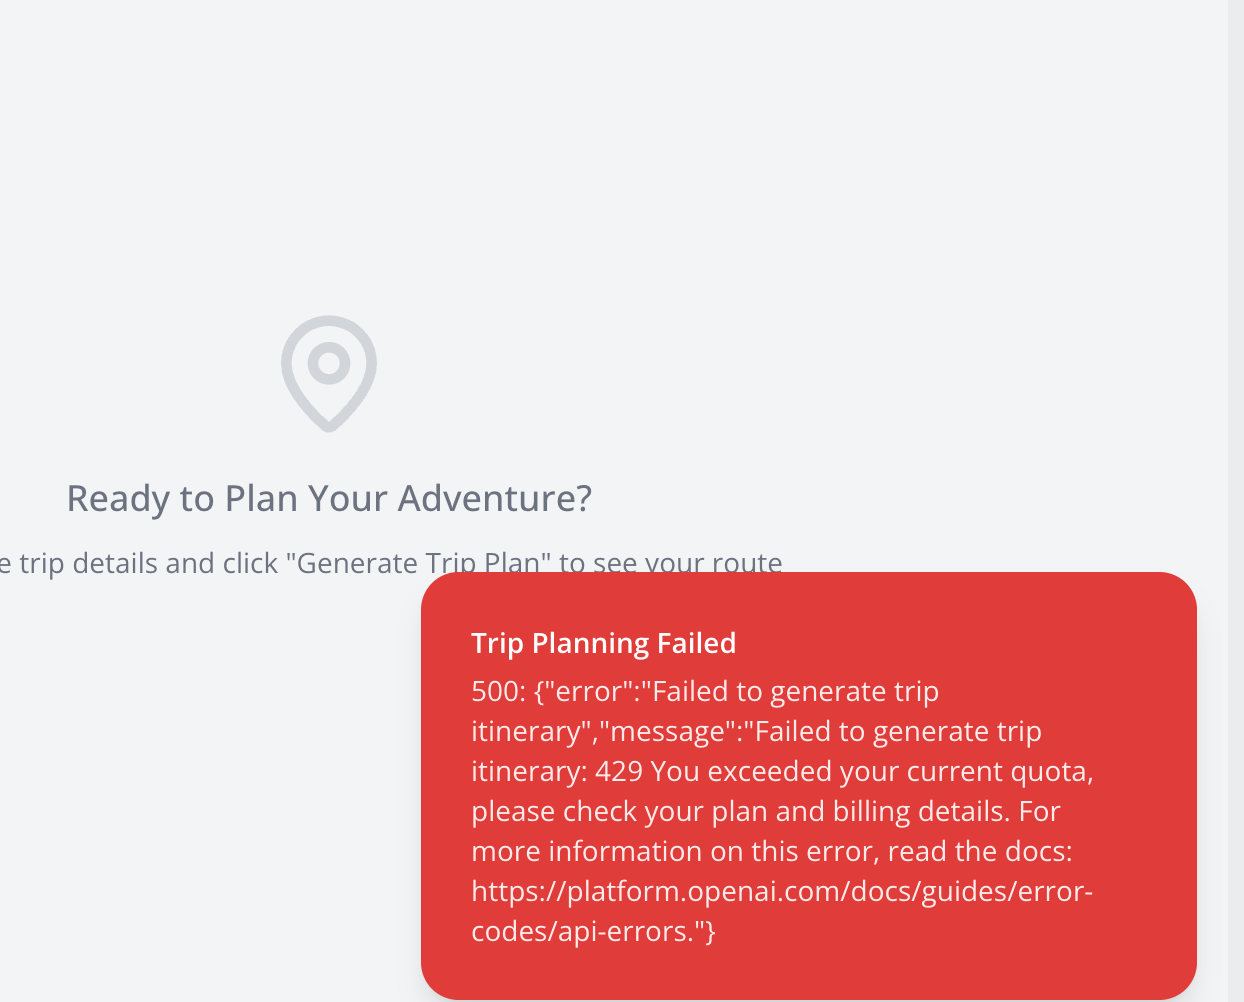 Ready to Plan Your Adventure?
e trip details and click "Generate Trip Plan" to see your route
Trip Planning Failed
500: {"error":"Failed to generate trip
itinerary","message":"Failed to generate trip
itinerary: 429 You exceeded your current quota,
please check your plan and billing details. For
more information on this error, read the docs:
https://platform.openai.com/docs/guides/error-
codes/api-errors."}